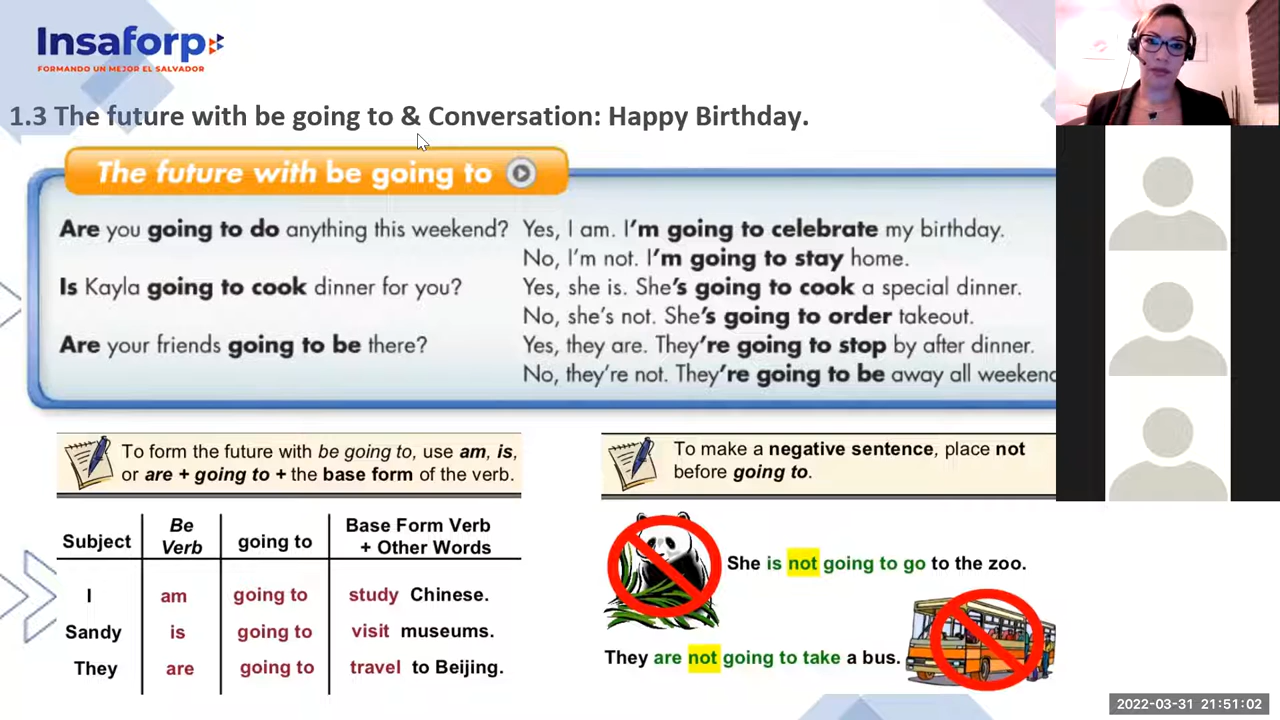 Insaforp
FORMANDO UN MEJOR EL SALVADOR
1.3 The future with be going to & Conversation: Happy Birthday.
The future with be going to
Are you going to do anything this weekend? Yes, I am. I'm going to celebrate my birthday.
No, I'm not. I'm going to stay home.
Is Kayla going to cook dinner for you? Yes, she is. She's going to cook a special dinner.
No, she's not. She's going to order takeout.
Are your friends going to be there? Yes, they are. They're going to stop by after dinner.
No, they're not. They're going to be away all weekend
To form the future with be going to, use am, is,
or are + going to + the base form of the verb.
To make a negative sentence, place not
before going to.
Subject Be Verb going to Base Form Verb + Other Words
I am going to study Chinese.
Sandy is going to visit museums.
They are going to travel to Beijing.
She is not going to go to the zoo.
They are not going to take a bus.
2022-03-31 21:51:02